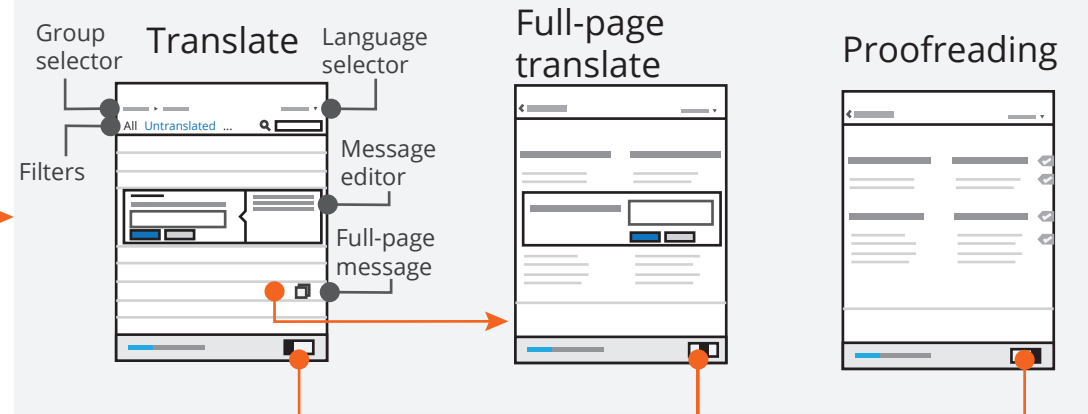 Group
selector
Translate
Language
selector
All Untranslated ...
Filters
Message
editor
Full-page
message
Full-page
translate
Proofreading